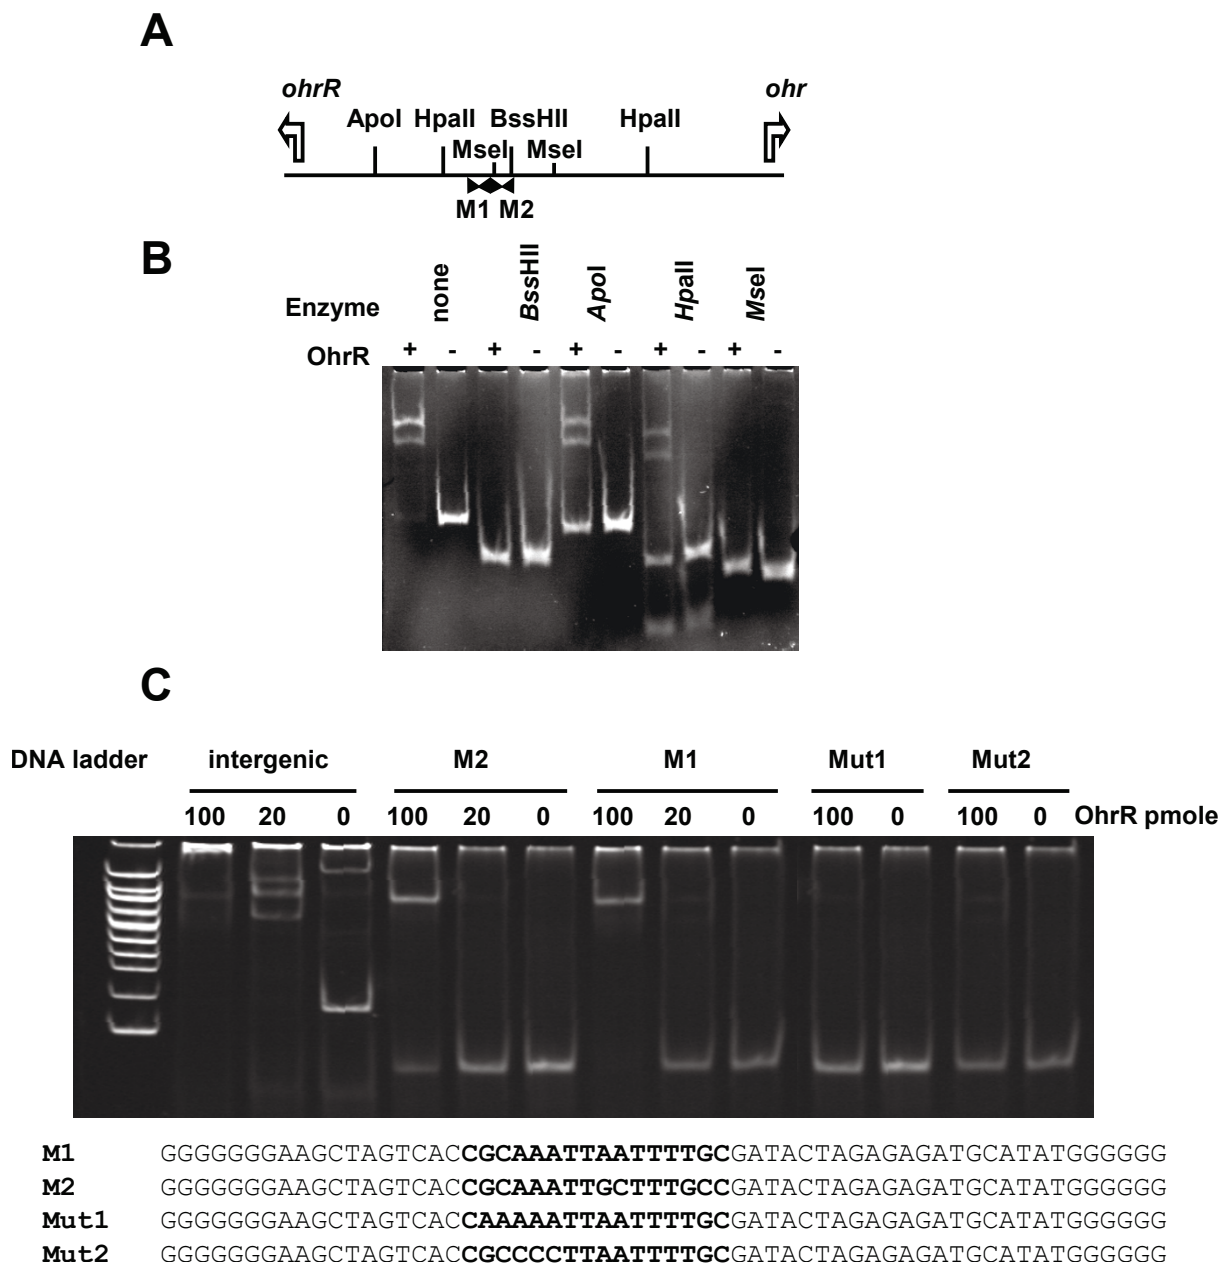 A
ohrR ohr
ApoI HpaII BssHII HpaII
MseI MseI
M1 M2
B
Enzyme none BssHII ApoI HpaII MseI
OhrR + - + - + - + - + -
C
DNA ladder intergenic M2 M1 Mut1 Mut2
100 20 0 100 20 0 100 20 0 100 0 100 0 OhrR pmole
M1 GGGGGGGAAGCTAGTCACCGCAAATTAATTTTGCGATACTAGAGAGATGCATATGGGGGG
M2 GGGGGGGAAGCTAGTCACCGCAAATTGCTTTGCCGATACTAGAGAGATGCATATGGGGGG
Mut1 GGGGGGGAAGCTAGTCACCAAAAATTAATTTTGCGATACTAGAGAGATGCATATGGGGGG
Mut2 GGGGGGGAAGCTAGTCACCGCCCCTTAATTTTGCGATACTAGAGAGATGCATATGGGGGG